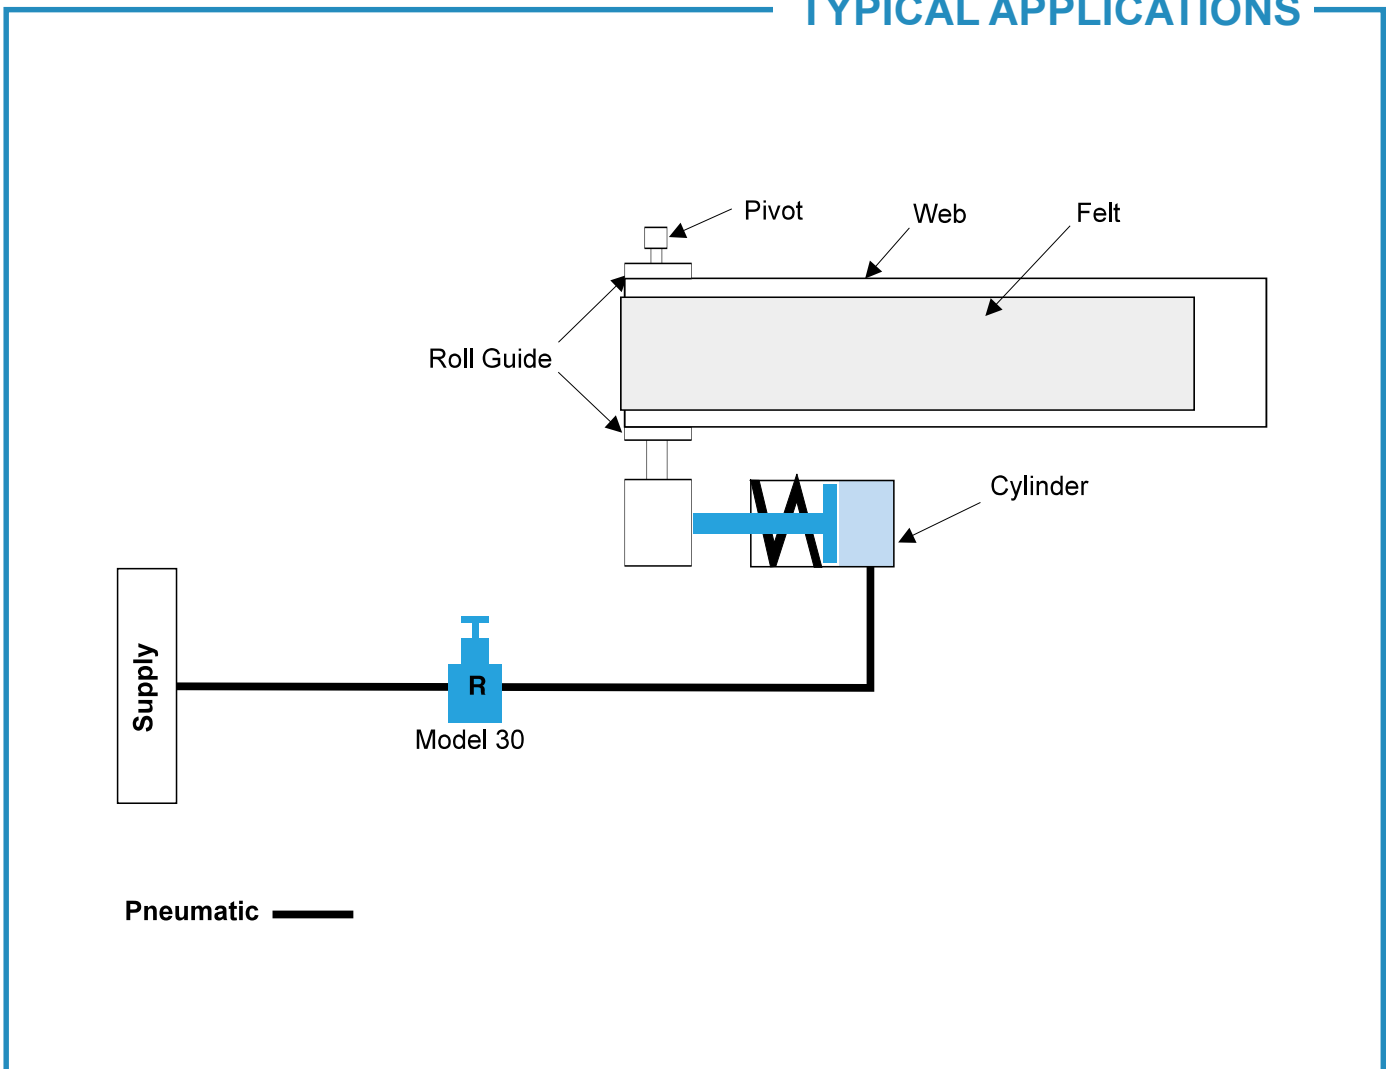 TYPICAL APPLICATIONS
Pivot
Web
Felt
Roll Guide
Cylinder
Supply
R
Model 30
Pneumatic